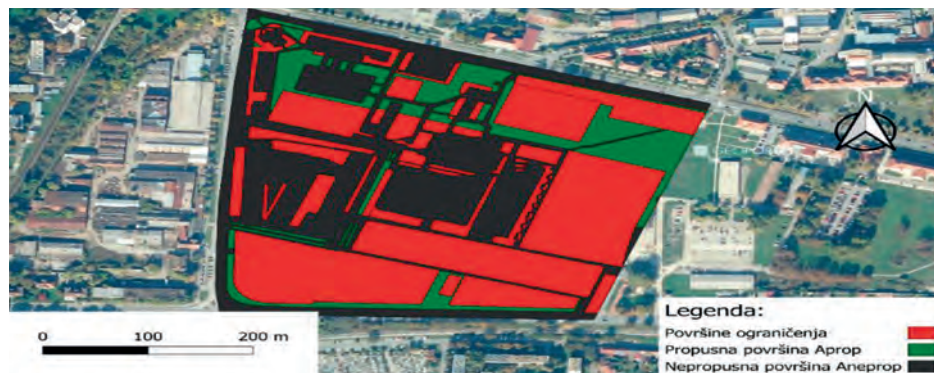 Legenda:
Površine ograničenja
Propusna površina Aprop
Nepropusna površina Aneprop
0 100 200 m